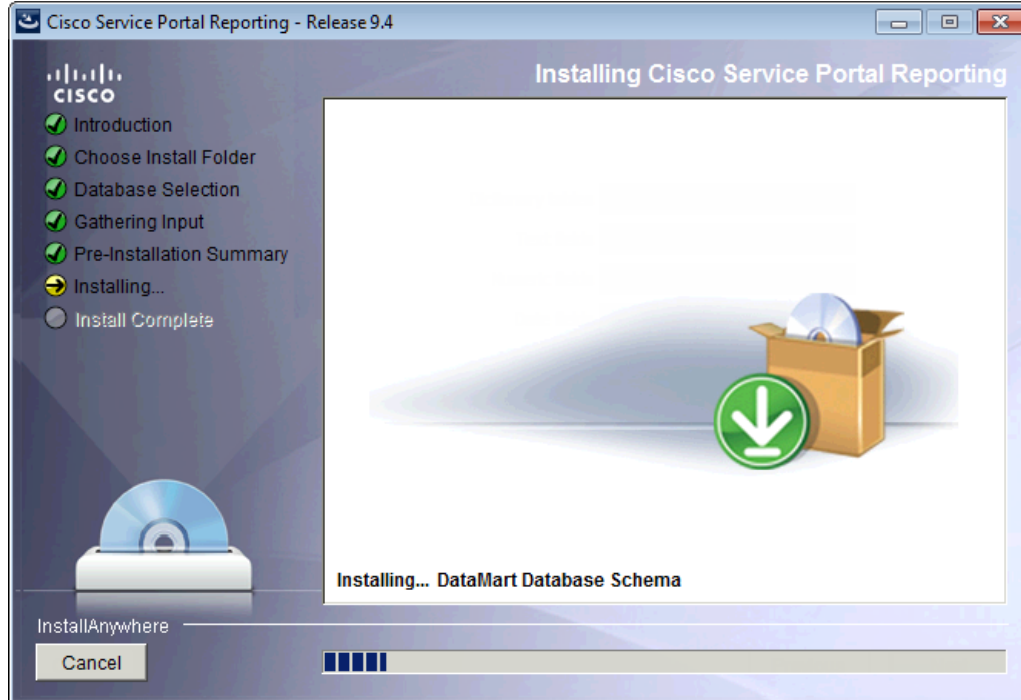 Cisco Service Portal Reporting - Release 9.4
CISCO
Installing Cisco Service Portal Reporting
Introduction
Choose Install Folder
Database Selection
Gathering Input
Pre-Installation Summary
Installing...
Install Complete
Installing... DataMart Database Schema
InstallAnywhere
Cancel